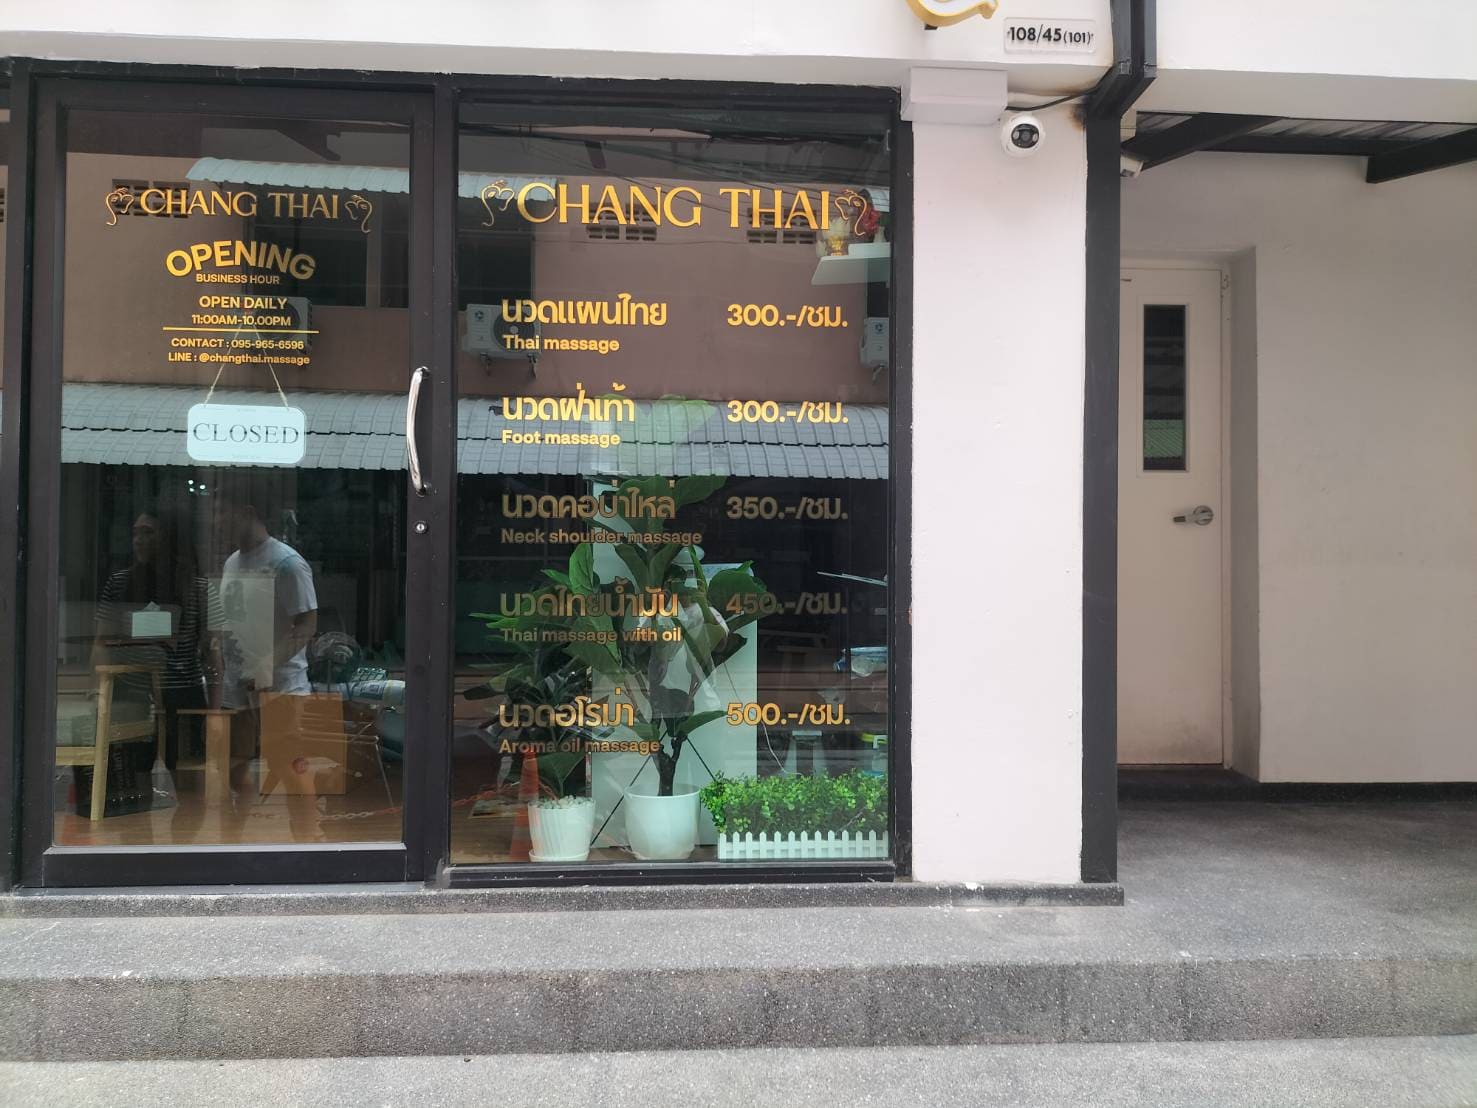 108/45(101)
CHANG THAI
OPENING
BUSINESS HOUR
OPEN DAILY
11:00AM-10.00PM
CONTACT : 095-965-6596
LINE : @changthai.massage
CLOSED
CHANG THAI
นวดแผนไทย 300.-/ชม.
Thai massage
นวดฝ่าเท้า 300.-/ชม.
Foot massage
นวดคอบ่าไหล่ 350.-/ชม.
Neck shoulder massage
นวดไทยน้ำมัน 450.-/ชม.
Thai massage with oil
นวดอโรม่า 500.-/ชม.
Aroma oil massage